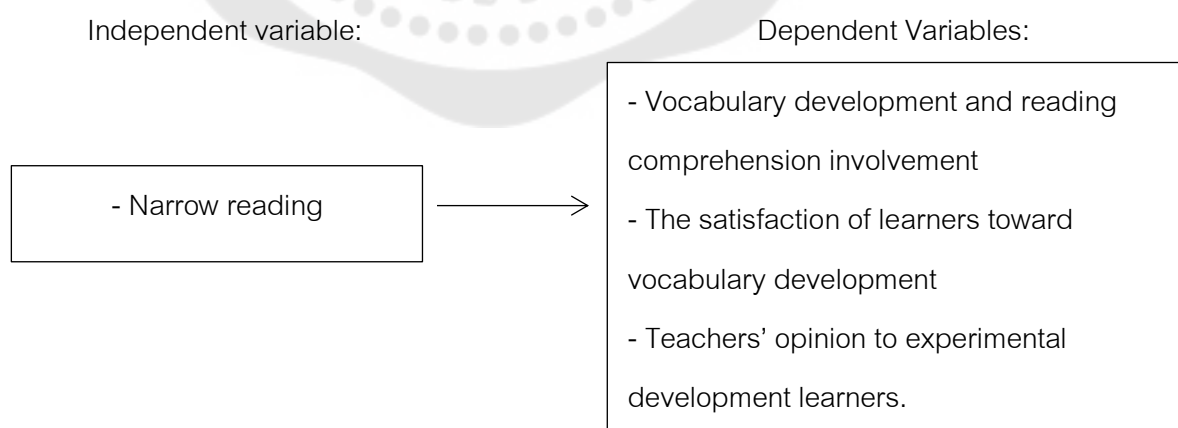 Independent variable:
Dependent Variables:
- Narrow reading
- Vocabulary development and reading
comprehension involvement
- The satisfaction of learners toward
vocabulary development
- Teachers’ opinion to experimental
development learners.